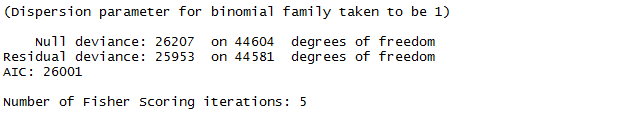 (Dispersion parameter for binomial family taken to be 1)
Null deviance: 26207 on 44604 degrees of freedom
Residual deviance: 25953 on 44581 degrees of freedom
AIC: 26001
Number of Fisher Scoring iterations: 5